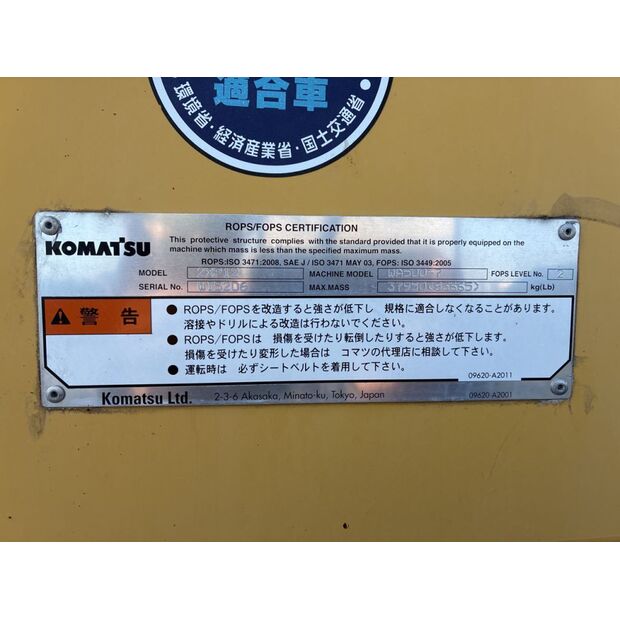 適合車
環境省・経済産業省・国土交通省
KOMATSU
ROPS/FOPS CERTIFICATION
This protective structure complies with the standard provided that it is properly equipped on the
machine which mass is less than the specified maximum mass.
ROPS:ISO 3471:2008, SAE J / ISO 3471 MAY 03, FOPS: ISO 3449:2005
MODEL MACHINE MODEL WA500-7 FOPS LEVEL No. 2
SERIAL No. MAX.MASS kg(Lb)
警告
● ROPS/FOPSを改造すると強さが低下し 規格に適合しなくなることがあります。
溶接やドリルによる改造は行わないでください。
● ROPS/FOPSは 損傷を受けたり転倒したりすると強さが低下します。
損傷を受けたり変形した場合は コマツの代理店に相談して下さい。
● 運転時は 必ずシートベルトを着用して下さい。
09620-A2011
Komatsu Ltd. 2-3-6 Akasaka, Minato-ku, Tokyo, Japan 09620-A2001